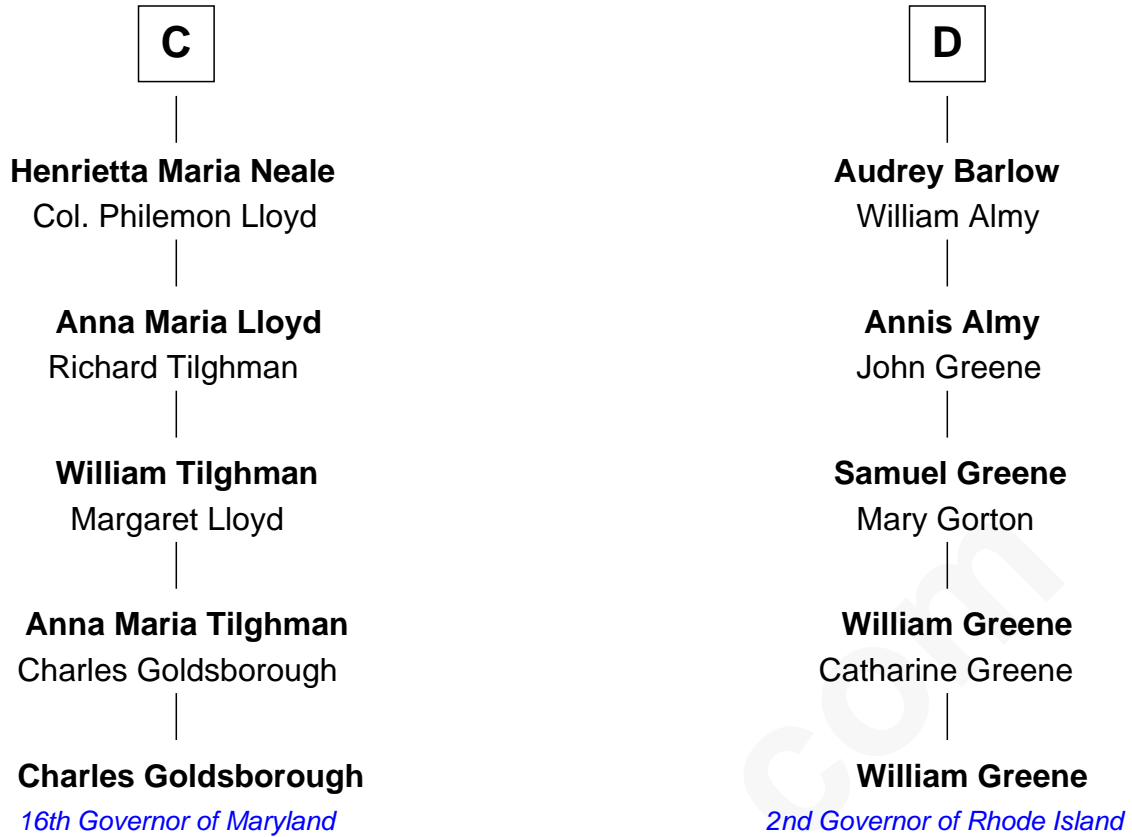 C
Henrietta Maria Neale
Col. Philemon Lloyd
Anna Maria Lloyd
Richard Tilghman
William Tilghman
Margaret Lloyd
Anna Maria Tilghman
Charles Goldsborough
Charles Goldsborough
16th Governor of Maryland
D
Audrey Barlow
William Almy
Annis Almy
John Greene
Samuel Greene
Mary Gorton
William Greene
Catharine Greene
William Greene
2nd Governor of Rhode Island
com